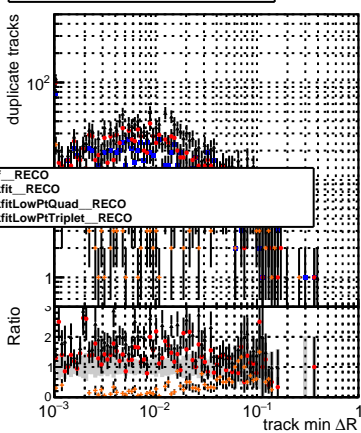 duplicate tracks
10²
f__RECO
fit__RECO
fitLowPtQuad__RECO
fitLowPtTriplet__RECO
1
Ratio
3
2
1
0
10⁻³ 10⁻² 10⁻¹ 1
track min ΔR